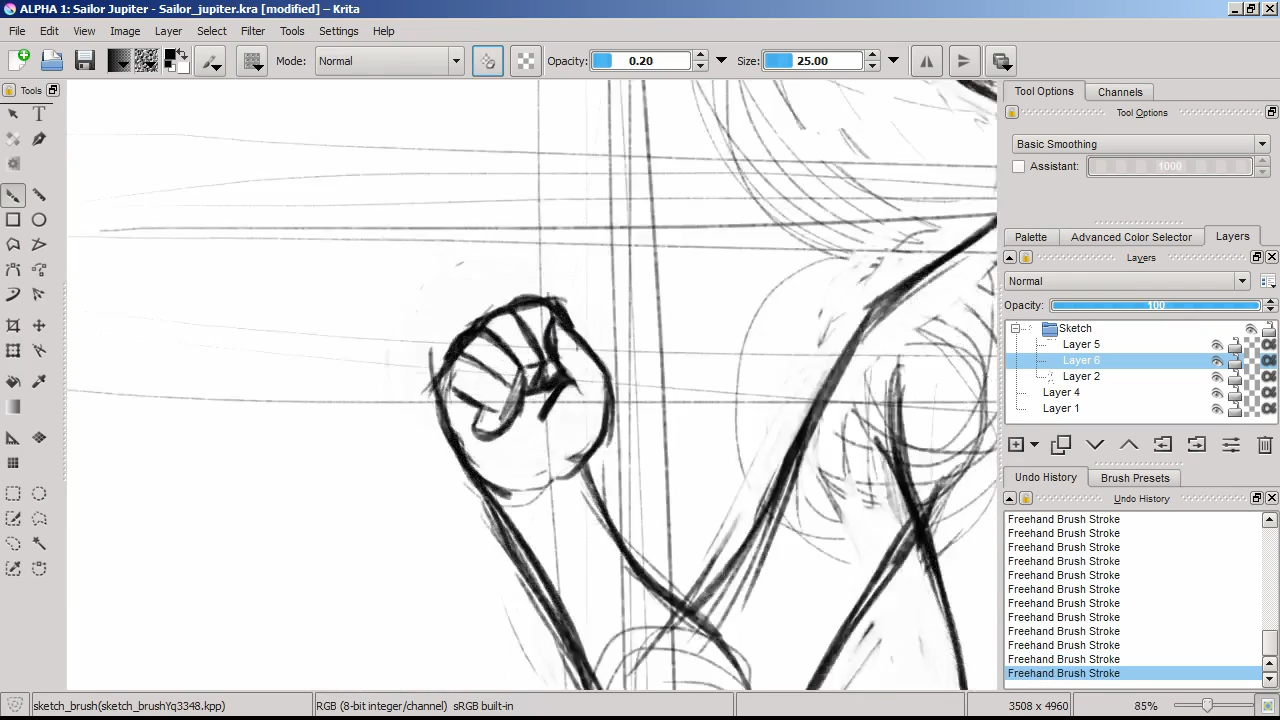 ALPHA 1: Sailor Jupiter - Sailor_jupiter.kra [modified] – Krita
File Edit View Image Layer Select Filter Tools Settings Help
Mode: Normal Opacity: 0.20 Size: 25.00
Tools
Tool Options Channels
Tool Options
Basic Smoothing
Assistant: 1000
Palette Advanced Color Selector Layers
Layers
Normal
Opacity: 100
Sketch
Layer 5
Layer 6
Layer 2
Layer 4
Layer 1
Undo History Brush Presets
Undo History
Freehand Brush Stroke
Freehand Brush Stroke
Freehand Brush Stroke
Freehand Brush Stroke
Freehand Brush Stroke
Freehand Brush Stroke
Freehand Brush Stroke
Freehand Brush Stroke
Freehand Brush Stroke
Freehand Brush Stroke
Freehand Brush Stroke
Freehand Brush Stroke
sketch_brush(sketch_brushYq3348.kpp) RGB (8-bit integer/channel) sRGB built-in 3508 x 4960 85%